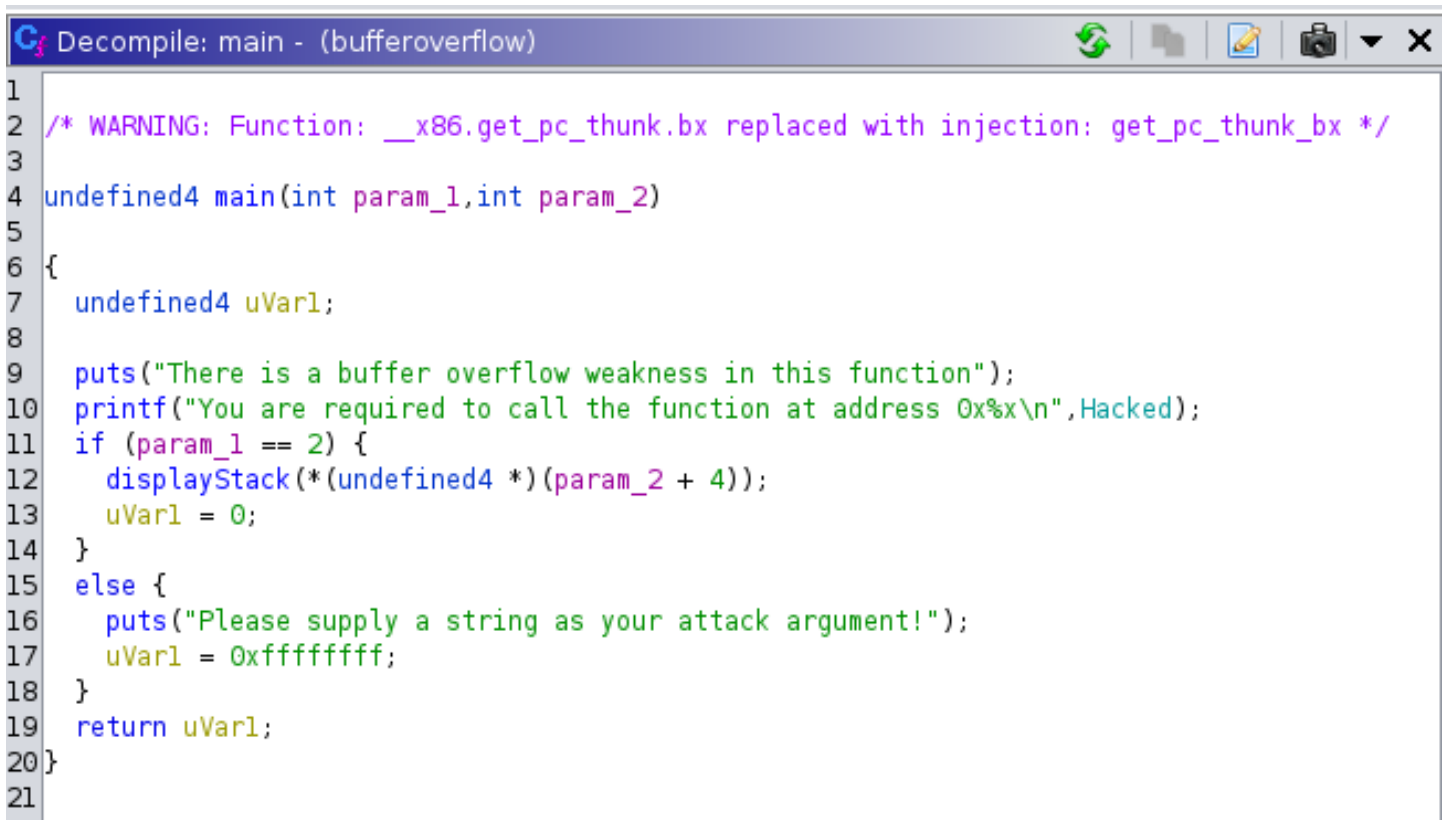 Decompile: main - (bufferoverflow)
1
2 /* WARNING: Function: __x86.get_pc_thunk.bx replaced with injection: get_pc_thunk_bx */
3
4 undefined4 main(int param_1,int param_2)
5
6 {
7   undefined4 uVar1;
8
9   puts("There is a buffer overflow weakness in this function");
10   printf("You are required to call the function at address 0x%x\n",Hacked);
11   if (param_1 == 2) {
12     displayStack(*(undefined4 *)(param_2 + 4));
13     uVar1 = 0;
14   }
15   else {
16     puts("Please supply a string as your attack argument!");
17     uVar1 = 0xffffffff;
18   }
19   return uVar1;
20 }
21